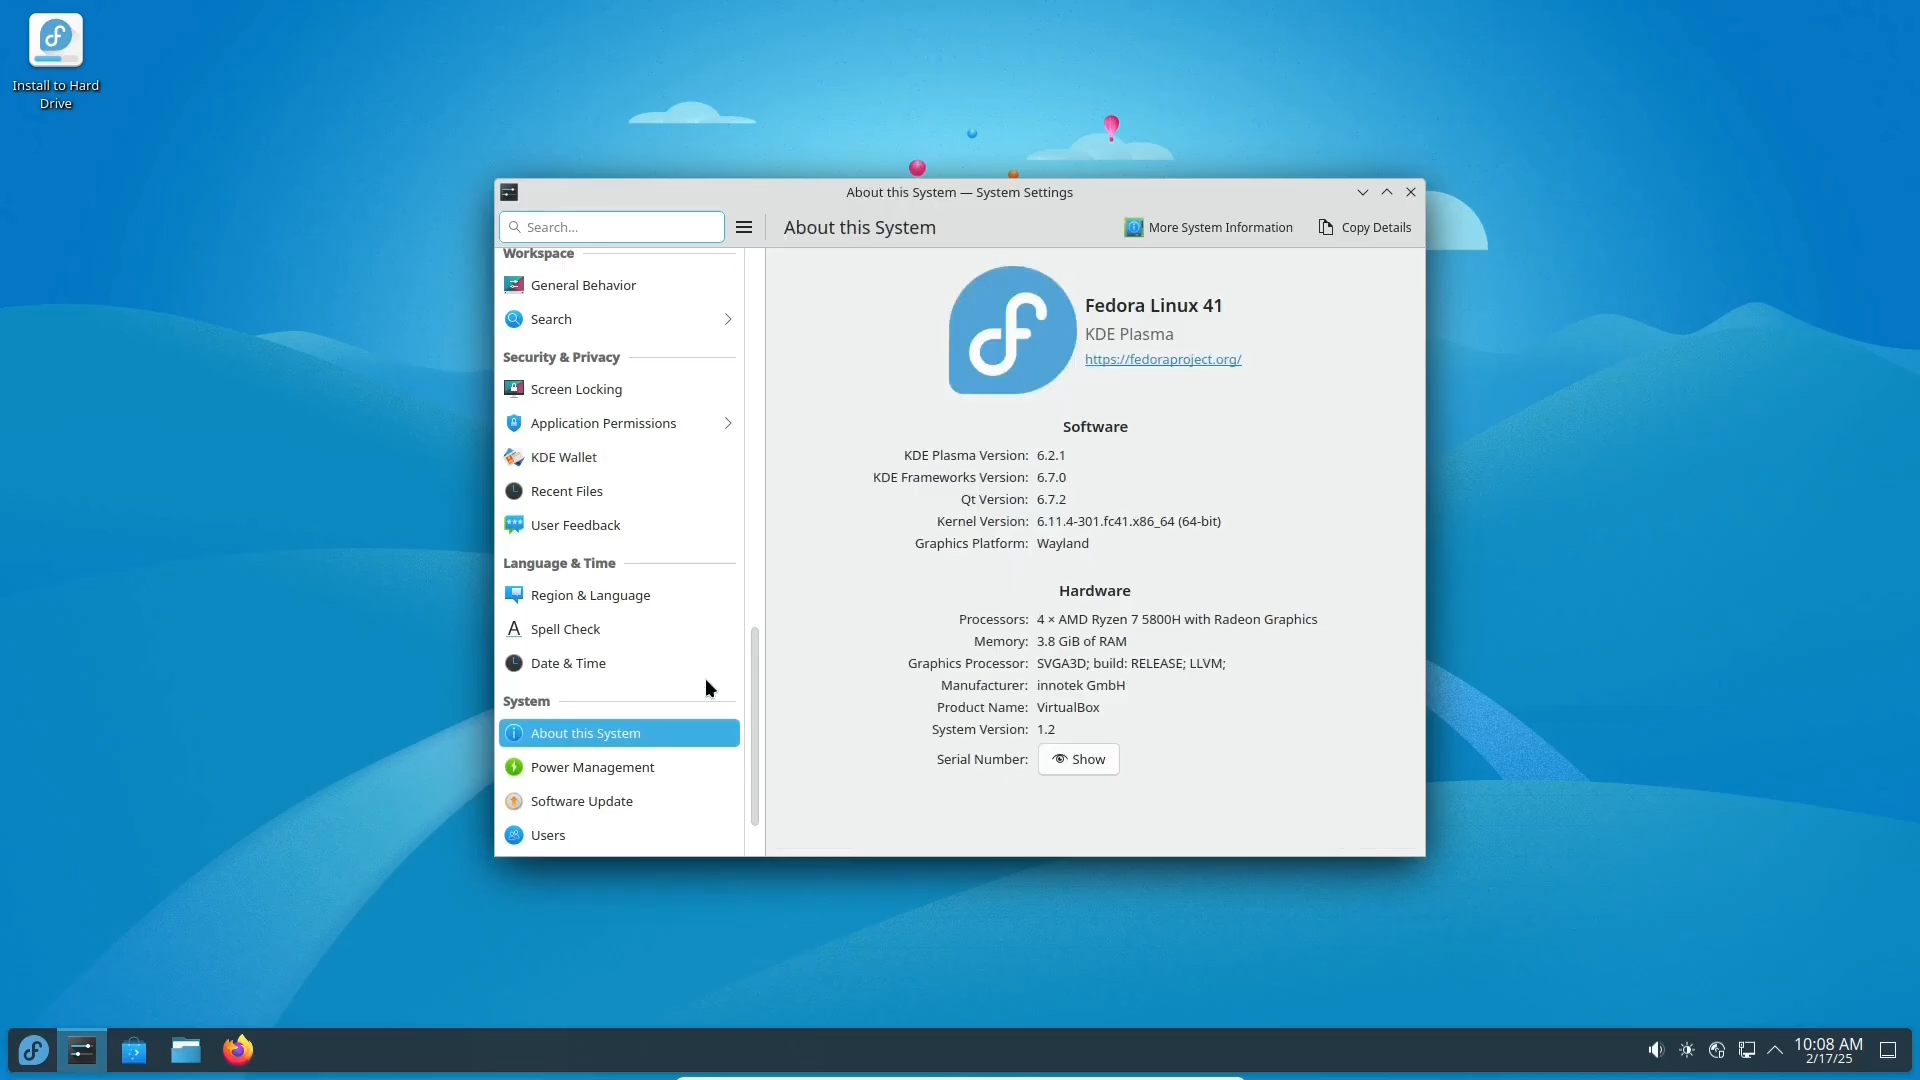 Install to Hard
Drive
About this System — System Settings
Search...
About this System
More System Information
Copy Details
Workspace
General Behavior
Search
Security & Privacy
Screen Locking
Application Permissions
KDE Wallet
Recent Files
User Feedback
Language & Time
Region & Language
Spell Check
Date & Time
System
About this System
Power Management
Software Update
Users
Fedora Linux 41
KDE Plasma
https://fedoraproject.org/
Software
KDE Plasma Version: 6.2.1
KDE Frameworks Version: 6.7.0
Qt Version: 6.7.2
Kernel Version: 6.11.4-301.fc41.x86_64 (64-bit)
Graphics Platform: Wayland
Hardware
Processors: 4 × AMD Ryzen 7 5800H with Radeon Graphics
Memory: 3.8 GiB of RAM
Graphics Processor: SVGA3D; build: RELEASE; LLVM;
Manufacturer: innotek GmbH
Product Name: VirtualBox
System Version: 1.2
Serial Number: Show
10:08 AM
2/17/25